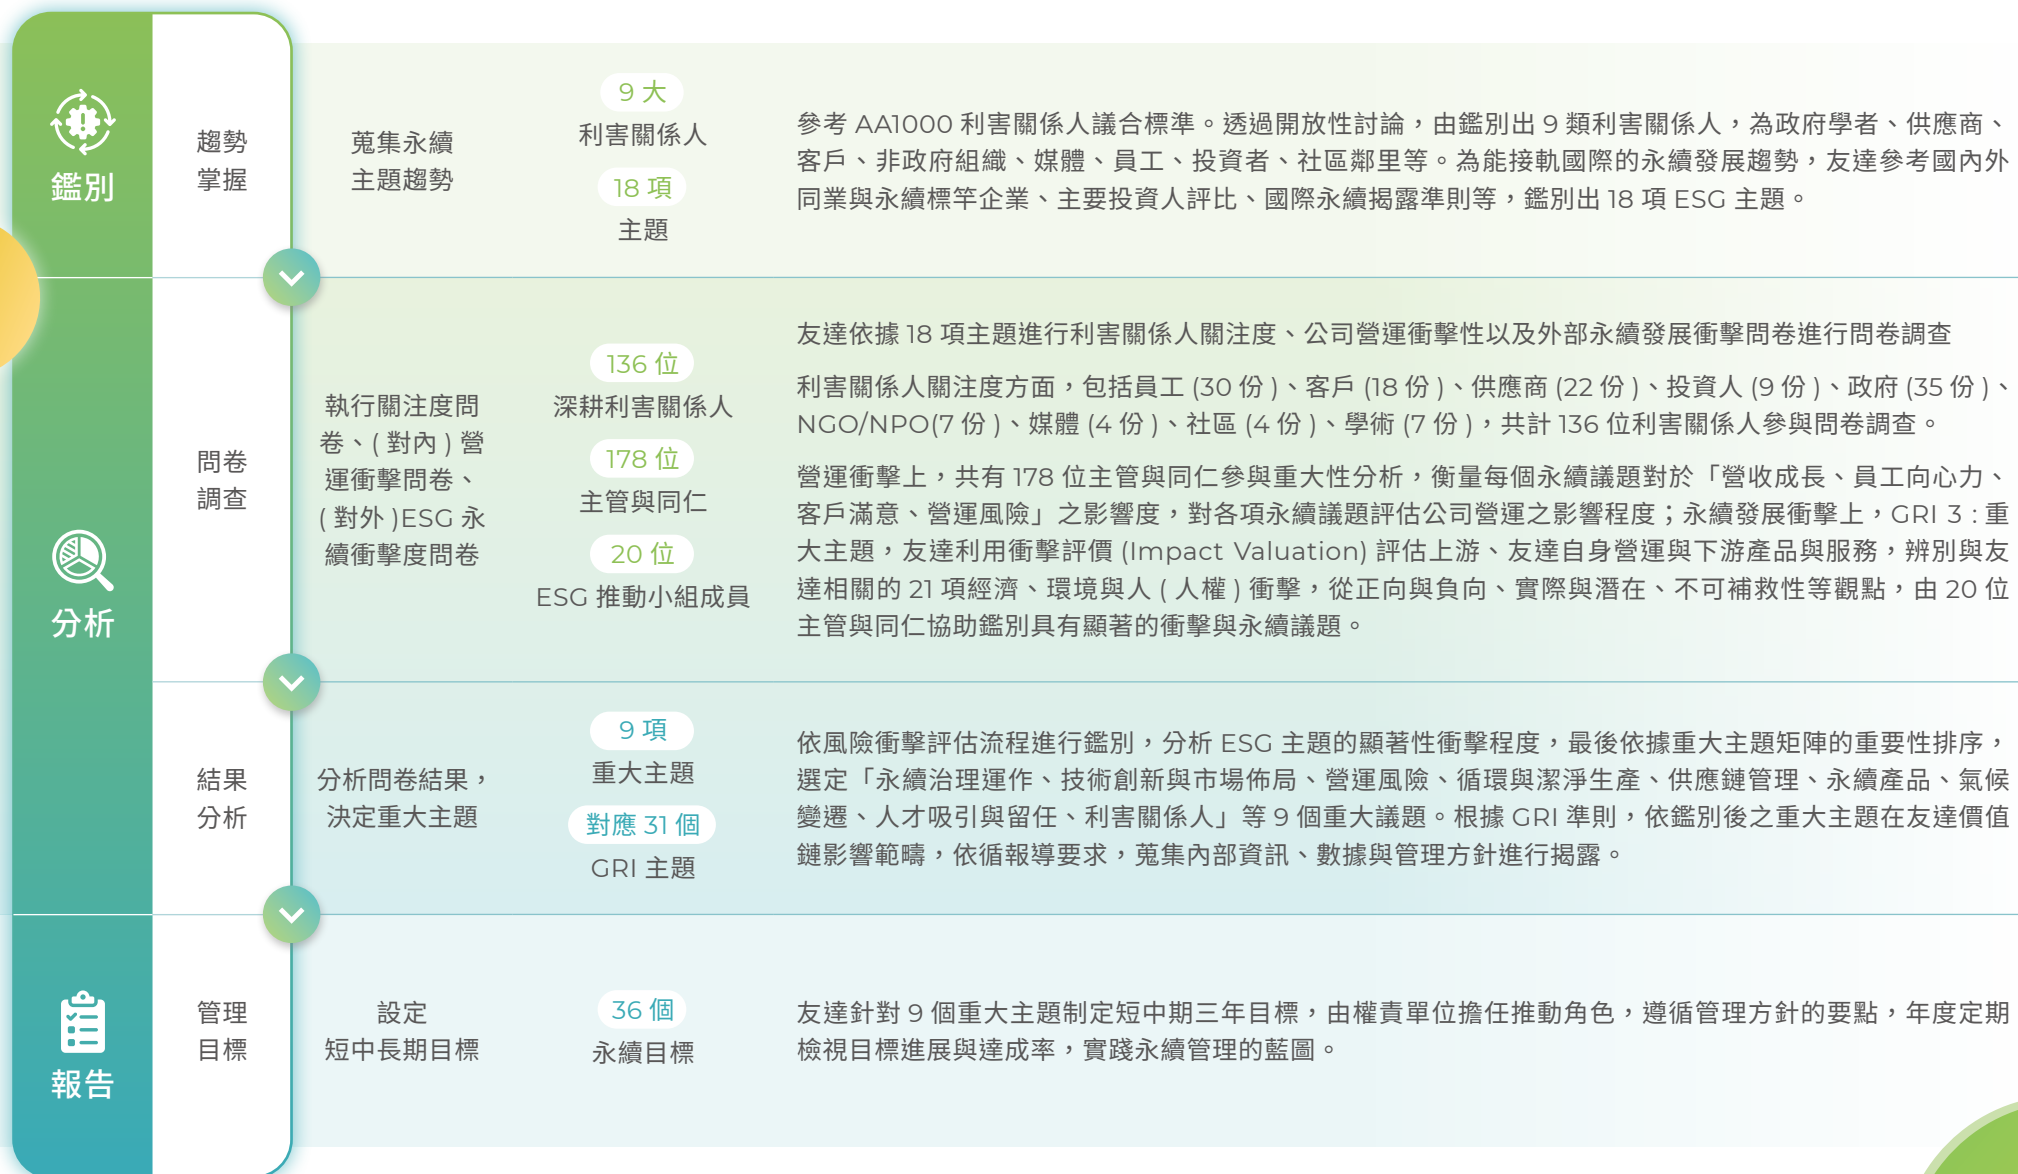 鑑別
趨勢
掌握
蒐集永續
主題趨勢
9 大
利害關係人
18 項
主題
參考 AA1000 利害關係人議合標準。透過開放性討論，由鑑別出 9 類利害關係人，為政府學者、供應商、
客戶、非政府組織、媒體、員工、投資者、社區鄰里等。為能接軌國際的永續發展趨勢，友達參考國內外
同業與永續標竿企業、主要投資人評比、國際永續揭露準則等，鑑別出 18 項 ESG 主題。
分析
問卷
調查
執行關注度問
卷、( 對內 ) 營
運衝擊問卷、
( 對外 )ESG 永
續衝擊度問卷
136 位
深耕利害關係人
178 位
主管與同仁
20 位
ESG 推動小組成員
友達依據 18 項主題進行利害關係人關注度、公司營運衝擊性以及外部永續發展衝擊問卷進行問卷調查
利害關係人關注度方面，包括員工 (30 份 )、客戶 (18 份 )、供應商 (22 份 )、投資人 (9 份 )、政府 (35 份 )、
NGO/NPO(7 份 )、媒體 (4 份 )、社區 (4 份 )、學術 (7 份 )，共計 136 位利害關係人參與問卷調查。
營運衝擊上，共有 178 位主管與同仁參與重大性分析，衡量每個永續議題對於「營收成長、員工向心力、
客戶滿意、營運風險」之影響度，對各項永續議題評估公司營運之影響程度；永續發展衝擊上，GRI 3 : 重
大主題，友達利用衝擊評價 (Impact Valuation) 評估上游、友達自身營運與下游產品與服務，辨別與友
達相關的 21 項經濟、環境與人 ( 人權 ) 衝擊，從正向與負向、實際與潛在、不可補救性等觀點，由 20 位
主管與同仁協助鑑別具有顯著的衝擊與永續議題。
結果
分析
分析問卷結果，
決定重大主題
9 項
重大主題
對應 31 個
GRI 主題
依風險衝擊評估流程進行鑑別，分析 ESG 主題的顯著性衝擊程度，最後依據重大主題矩陣的重要性排序，
選定「永續治理運作、技術創新與市場佈局、營運風險、循環與潔淨生產、供應鏈管理、永續產品、氣候
變遷、人才吸引與留任、利害關係人」等 9 個重大議題。根據 GRI 準則，依鑑別後之重大主題在友達價值
鏈影響範疇，依循報導要求，蒐集內部資訊、數據與管理方針進行揭露。
報告
管理
目標
設定
短中長期目標
36 個
永續目標
友達針對 9 個重大主題制定短中期三年目標，由權責單位擔任推動角色，遵循管理方針的要點，年度定期
檢視目標進展與達成率，實踐永續管理的藍圖。